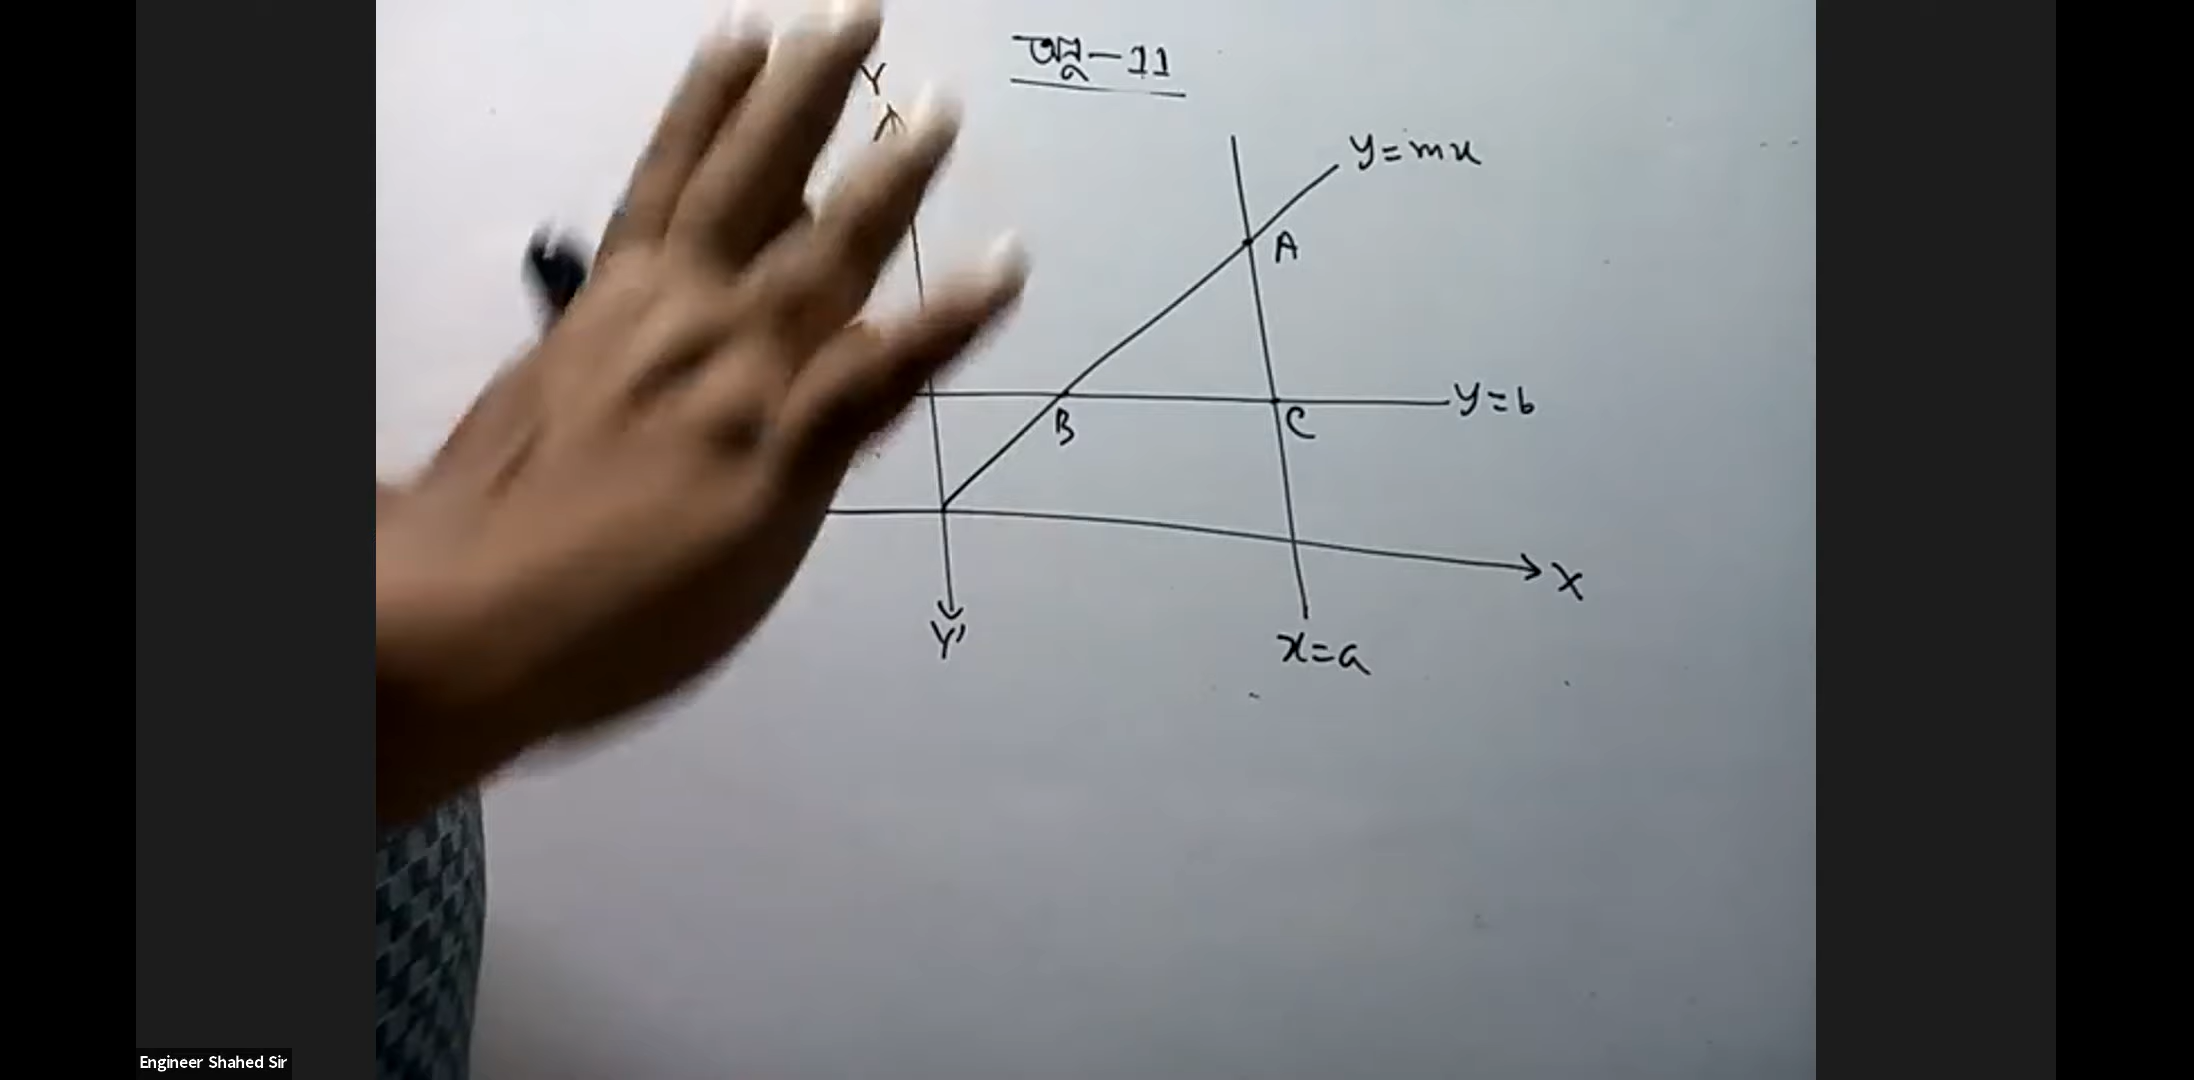 অনু-11
Y
y=mx
A
B
C
y=b
X
Y'
x=a
Engineer Shahed Sir